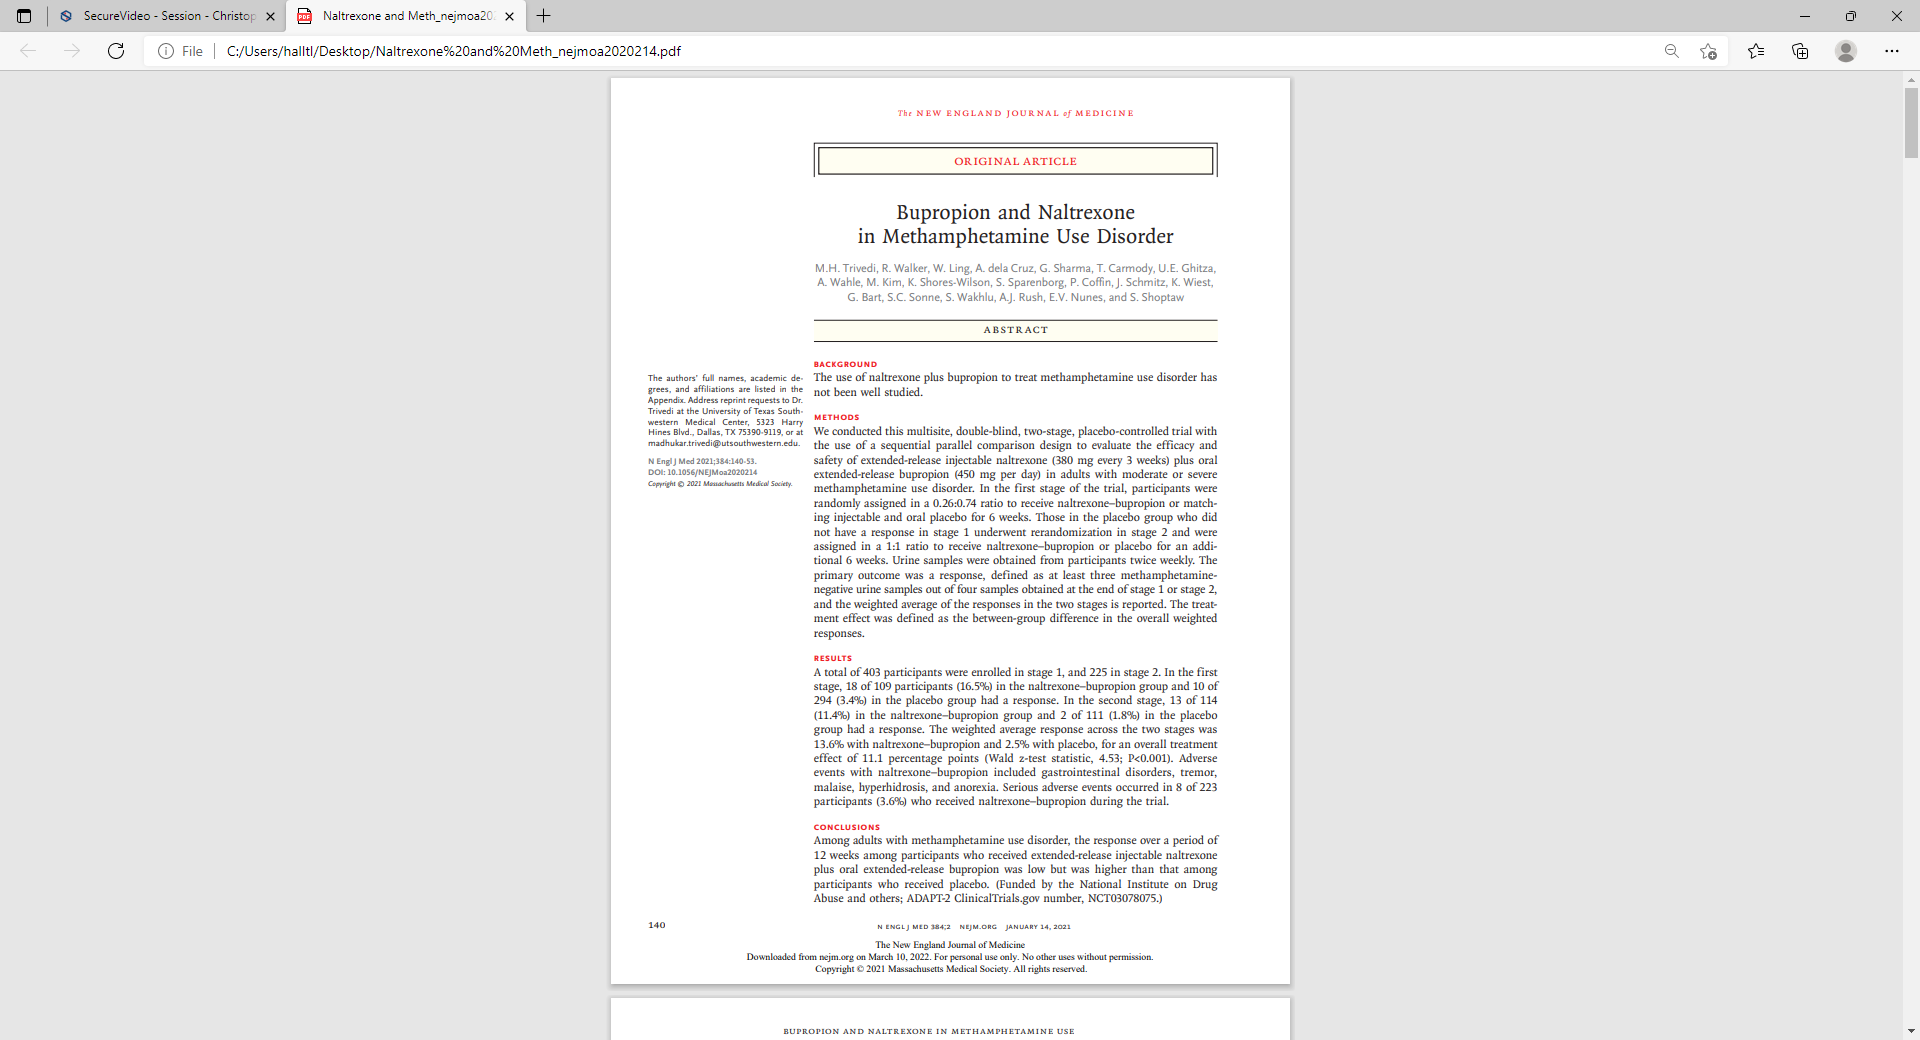 SecureVideo - Session - Christop
Naltrexone and Meth_nejmoa20
File
C:/Users/halltl/Desktop/Naltrexone%20and%20Meth_nejmoa2020214.pdf
The NEW ENGLAND JOURNAL of MEDICINE
ORIGINAL ARTICLE
Bupropion and Naltrexone
in Methamphetamine Use Disorder
M.H. Trivedi, R. Walker, W. Ling, A. dela Cruz, G. Sharma, T. Carmody, U.E. Ghitza,
A. Wahle, M. Kim, K. Shores-Wilson, S. Sparenborg, P. Coffin, J. Schmitz, K. Wiest,
G. Bart, S.C. Sonne, S. Wakhlu, A.J. Rush, E.V. Nunes, and S. Shoptaw
ABSTRACT
The authors' full names, academic de-
grees, and affiliations are listed in the
Appendix. Address reprint requests to Dr.
Trivedi at the University of Texas South-
western Medical Center, 5323 Harry
Hines Blvd., Dallas, TX 75390-9119, or at
madhukar.trivedi@utsouthwestern.edu.
N Engl J Med 2021;384:140-53.
DOI: 10.1056/NEJMoa2020214
Copyright © 2021 Massachusetts Medical Society.
BACKGROUND
The use of naltrexone plus bupropion to treat methamphetamine use disorder has
not been well studied.
METHODS
We conducted this multisite, double-blind, two-stage, placebo-controlled trial with
the use of a sequential parallel comparison design to evaluate the efficacy and
safety of extended-release injectable naltrexone (380 mg every 3 weeks) plus oral
extended-release bupropion (450 mg per day) in adults with moderate or severe
methamphetamine use disorder. In the first stage of the trial, participants were
randomly assigned in a 0.26:0.74 ratio to receive naltrexone–bupropion or match-
ing injectable and oral placebo for 6 weeks. Those in the placebo group who did
not have a response in stage 1 underwent rerandomization in stage 2 and were
assigned in a 1:1 ratio to receive naltrexone–bupropion or placebo for an addi-
tional 6 weeks. Urine samples were obtained from participants twice weekly. The
primary outcome was a response, defined as at least three methamphetamine-
negative urine samples out of four samples obtained at the end of stage 1 or stage 2,
and the weighted average of the responses in the two stages is reported. The treat-
ment effect was defined as the between-group difference in the overall weighted
responses.
RESULTS
A total of 403 participants were enrolled in stage 1, and 225 in stage 2. In the first
stage, 18 of 109 participants (16.5%) in the naltrexone–bupropion group and 10 of
294 (3.4%) in the placebo group had a response. In the second stage, 13 of 114
(11.4%) in the naltrexone–bupropion group and 2 of 111 (1.8%) in the placebo
group had a response. The weighted average response across the two stages was
13.6% with naltrexone–bupropion and 2.5% with placebo, for an overall treatment
effect of 11.1 percentage points (Wald z-test statistic, 4.53; P<0.001). Adverse
events with naltrexone–bupropion included gastrointestinal disorders, tremor,
malaise, hyperhidrosis, and anorexia. Serious adverse events occurred in 8 of 223
participants (3.6%) who received naltrexone–bupropion during the trial.
CONCLUSIONS
Among adults with methamphetamine use disorder, the response over a period of
12 weeks among participants who received extended-release injectable naltrexone
plus oral extended-release bupropion was low but was higher than that among
participants who received placebo. (Funded by the National Institute on Drug
Abuse and others; ADAPT-2 ClinicalTrials.gov number, NCT03078075.)
140
N ENGL J MED 384;2 NEJM.ORG JANUARY 14, 2021
The New England Journal of Medicine
Downloaded from nejm.org on March 10, 2022. For personal use only. No other uses without permission.
Copyright © 2021 Massachusetts Medical Society. All rights reserved.
BUPROPION AND NALTREXONE IN METHAMPHETAMINE USE